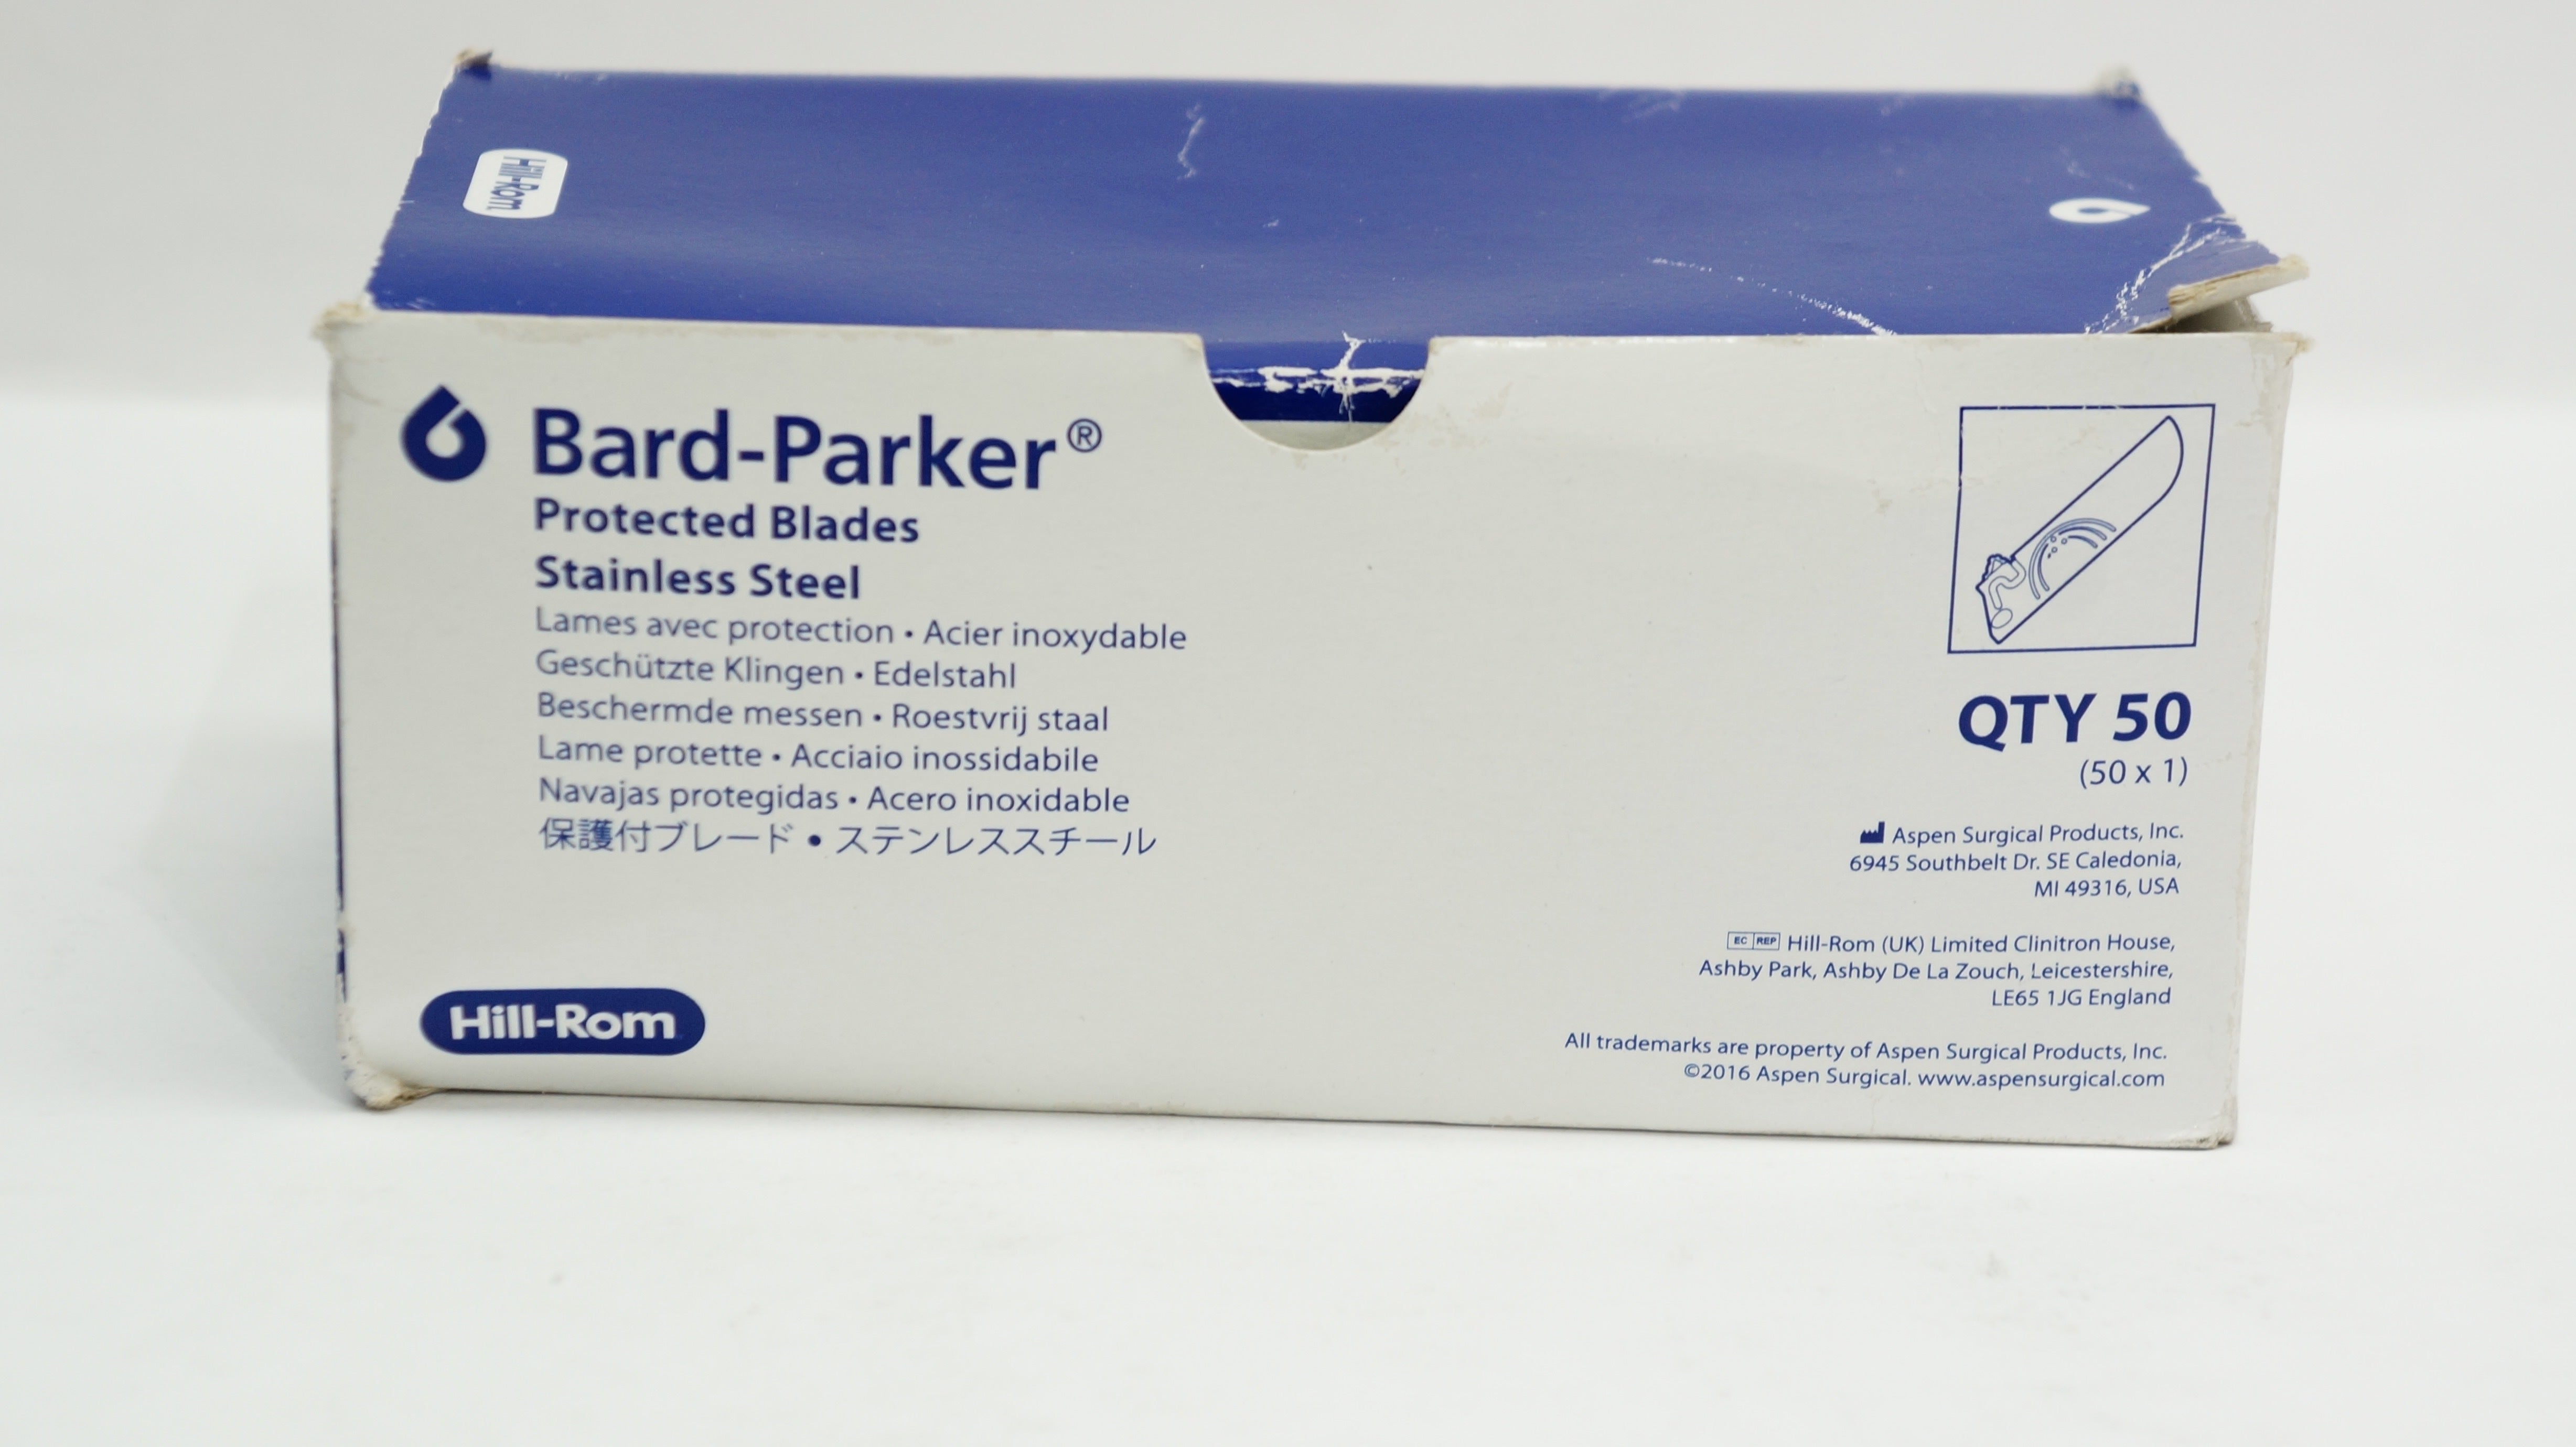 Hill-Rom
Bard-Parker®
Protected Blades
Stainless Steel
Lames avec protection • Acier inoxydable
Geschützte Klingen • Edelstahl
Beschermde messen • Roestvrij staal
Lame protette • Acciaio inossidabile
Navajas protegidas • Acero inoxidable
保護付ブレード • ステンレススチール
Hill-Rom
QTY 50
(50 x 1)
Aspen Surgical Products, Inc.
6945 Southbelt Dr. SE Caledonia,
MI 49316, USA
EC REP Hill-Rom (UK) Limited Clinitron House,
Ashby Park, Ashby De La Zouch, Leicestershire,
LE65 1JG England
All trademarks are property of Aspen Surgical Products, Inc.
©2016 Aspen Surgical. www.aspensurgical.com